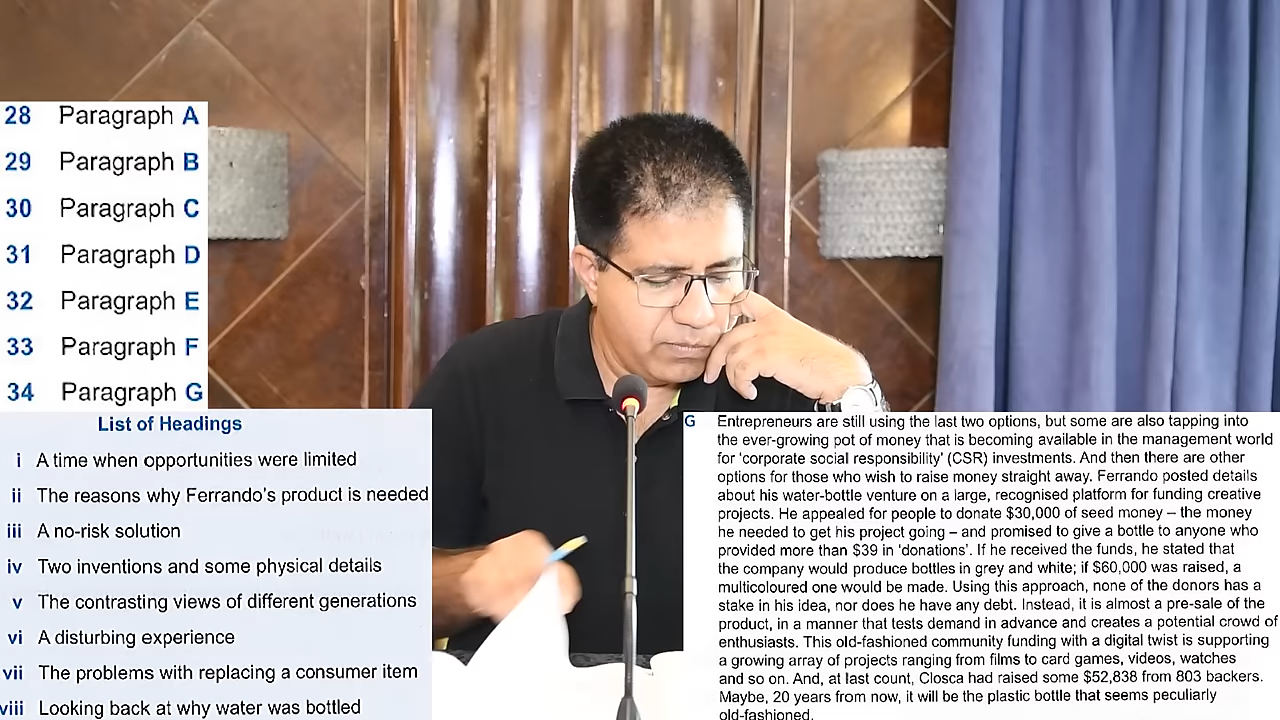 28 Paragraph A
29 Paragraph B
30 Paragraph C
31 Paragraph D
32 Paragraph E
33 Paragraph F
34 Paragraph G
List of Headings
i A time when opportunities were limited
ii The reasons why Ferrando's product is needed
iii A no-risk solution
iv Two inventions and some physical details
v The contrasting views of different generations
vi A disturbing experience
vii The problems with replacing a consumer item
viii Looking back at why water was bottled
G Entrepreneurs are still using the last two options, but some are also tapping into
the ever-growing pot of money that is becoming available in the management world
for 'corporate social responsibility' (CSR) investments. And then there are other
options for those who wish to raise money straight away. Ferrando posted details
about his water-bottle venture on a large, recognised platform for funding creative
projects. He appealed for people to donate $30,000 of seed money – the money
he needed to get his project going – and promised to give a bottle to anyone who
provided more than $39 in 'donations'. If he received the funds, he stated that
the company would produce bottles in grey and white; if $60,000 was raised, a
multicoloured one would be made. Using this approach, none of the donors has a
stake in his idea, nor does he have any debt. Instead, it is almost a pre-sale of the
product, in a manner that tests demand in advance and creates a potential crowd of
enthusiasts. This old-fashioned community funding with a digital twist is supporting
a growing array of projects ranging from films to card games, videos, watches
and so on. And, at last count, Closca had raised some $52,838 from 803 backers.
Maybe, 20 years from now, it will be the plastic bottle that seems peculiarly
old-fashioned.